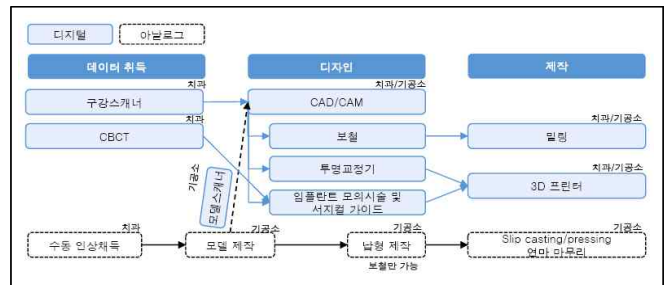 디지털
아날로그
데이터 취득
디자인
제작
치과
구강스캐너
치과/기공소
CAD/CAM
치과
CBCT
보철
치과/기공소
밀링
투명교정기
치과/기공소
3D 프린터
임플란트 모의시술 및
서지컬 가이드
기공소
모델스캐너
치과
수동 인상채득
기공소
모델 제작
기공소
납형 제작
보철만 가능
기공소
Slip casting/pressing
연마 마무리